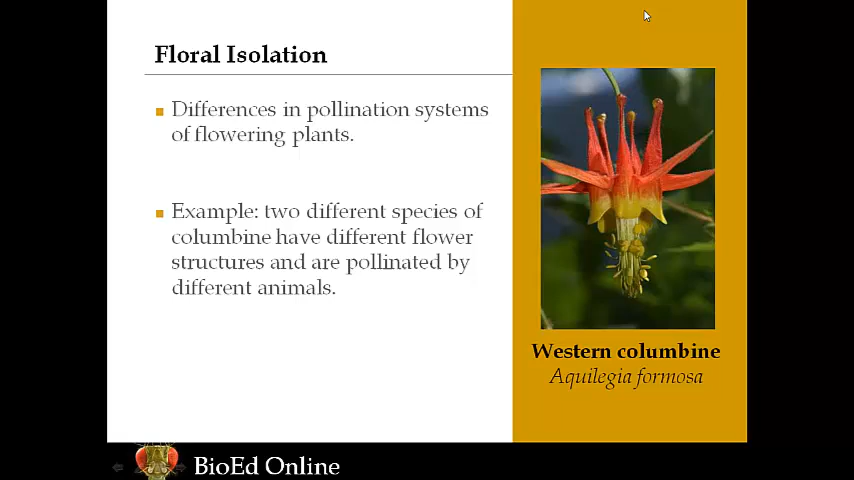 Floral Isolation
Differences in pollination systems
of flowering plants.
Example: two different species of
columbine have different flower
structures and are pollinated by
different animals.
Western columbine
Aquilegia formosa
BioEd Online